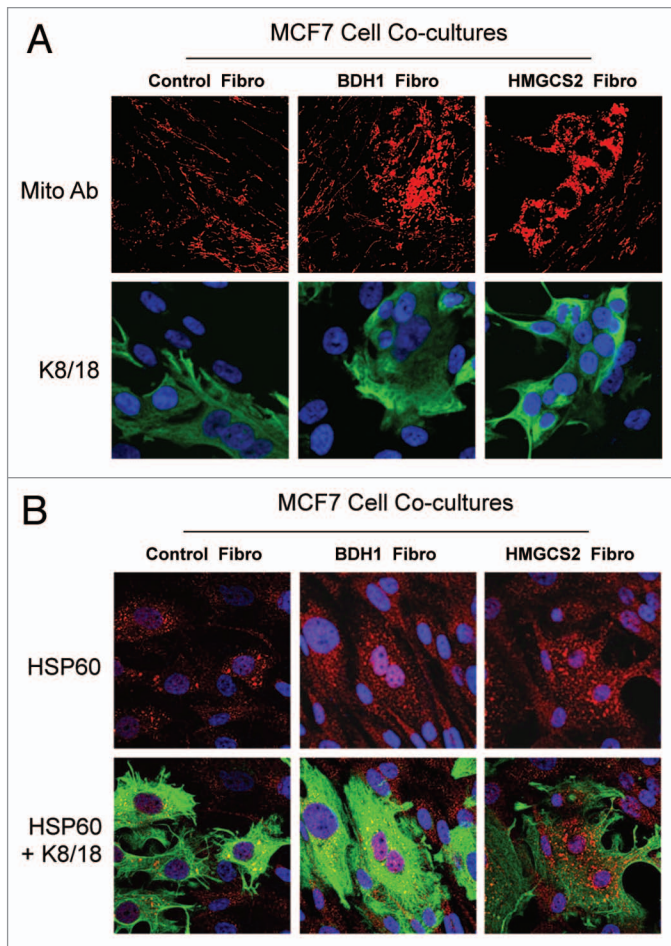 A
MCF7 Cell Co-cultures
Control Fibro BDH1 Fibro HMGCS2 Fibro
Mito Ab
K8/18
B
MCF7 Cell Co-cultures
Control Fibro BDH1 Fibro HMGCS2 Fibro
HSP60
HSP60
+ K8/18